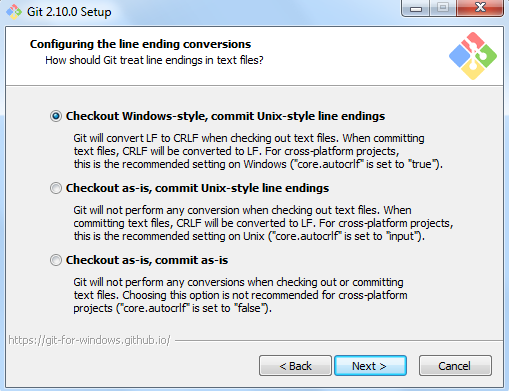 Git 2.10.0 Setup
Configuring the line ending conversions
How should Git treat line endings in text files?
Checkout Windows-style, commit Unix-style line endings
Git will convert LF to CRLF when checking out text files. When committing
text files, CRLF will be converted to LF. For cross-platform projects,
this is the recommended setting on Windows ("core.autocrlf" is set to "true").
Checkout as-is, commit Unix-style line endings
Git will not perform any conversion when checking out text files. When
committing text files, CRLF will be converted to LF. For cross-platform projects,
this is the recommended setting on Unix ("core.autocrlf" is set to "input").
Checkout as-is, commit as-is
Git will not perform any conversions when checking out or committing
text files. Choosing this option is not recommended for cross-platform
projects ("core.autocrlf" is set to "false").
https://git-for-windows.github.io/
< Back
Next >
Cancel